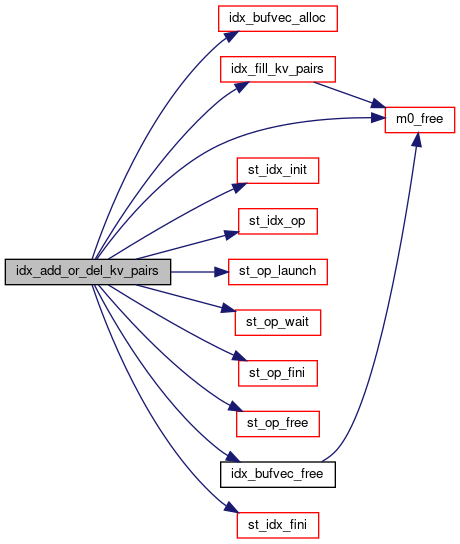 idx_bufvec_alloc
idx_fill_kv_pairs
m0_free
st_idx_init
st_idx_op
idx_add_or_del_kv_pairs
st_op_launch
st_op_wait
st_op_fini
st_op_free
idx_bufvec_free
st_idx_fini